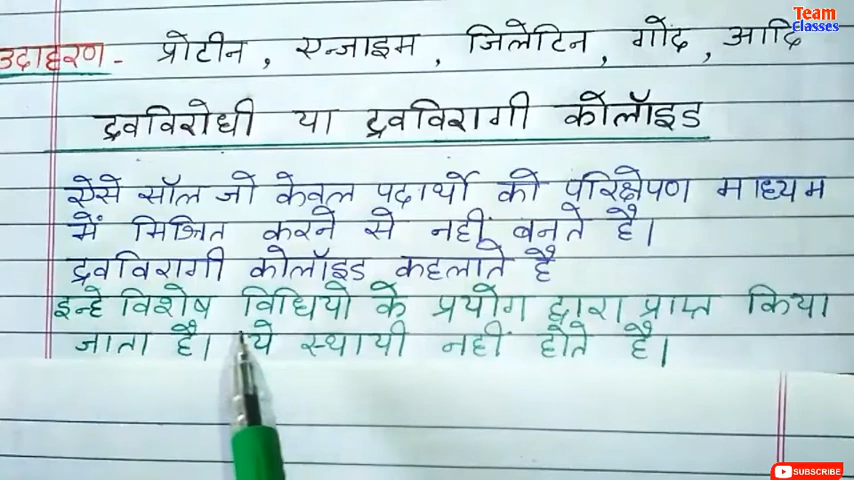 Team
Classes
उदाहरण - प्रोटीन, एन्जाइम, जिलेटिन, गोंद, आदि
द्रवविरोधी या द्रवविरागी कोलॉइड
ऐसे सॉल जो केवल पदार्थो को परिक्षेपण माध्यम
में मिश्रित करने से नहीं बनते है।
द्रवविरागी कोलॉइड कहलाते है
इन्हे विशेष विधियो के प्रयोग द्वारा प्राप्त किया
जाता है। ये स्थायी नहीं होते है।
SUBSCRIBE